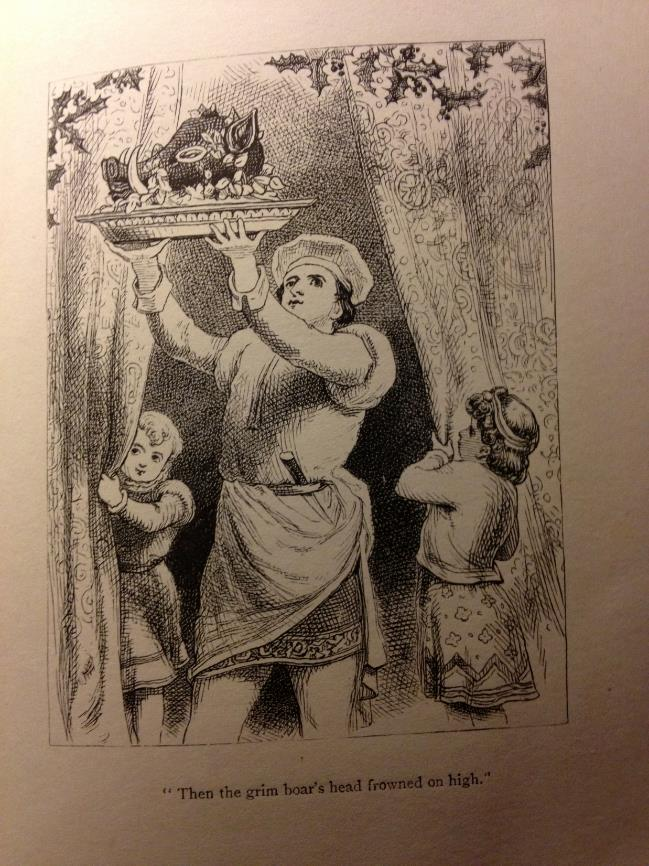 “ Then the grim boar's head frowned on high.”